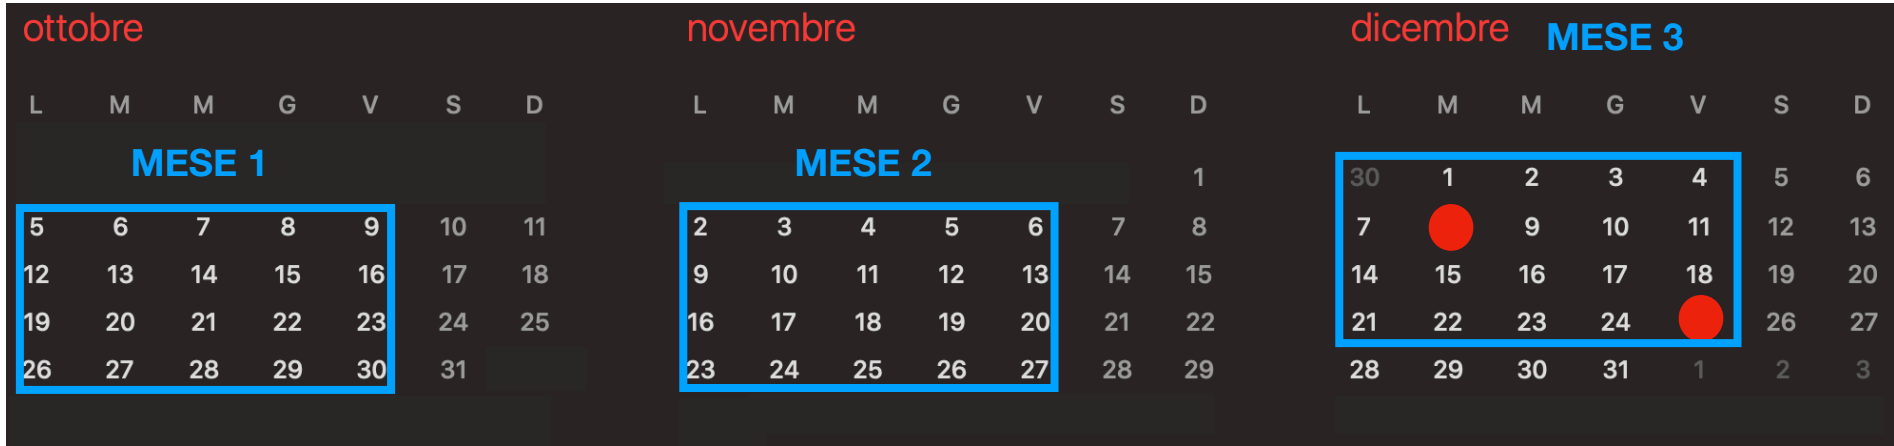 ottobre
L M M G V S D
MESE 1
5 6 7 8 9 10 11
12 13 14 15 16 17 18
19 20 21 22 23 24 25
26 27 28 29 30 31
novembre
L M M G V S D
MESE 2
1
2 3 4 5 6 7 8
9 10 11 12 13 14 15
16 17 18 19 20 21 22
23 24 25 26 27 28 29
dicembre MESE 3
L M M G V S D
30 1 2 3 4 5 6
7 9 10 11 12 13
14 15 16 17 18 19 20
21 22 23 24 26 27
28 29 30 31 1 2 3